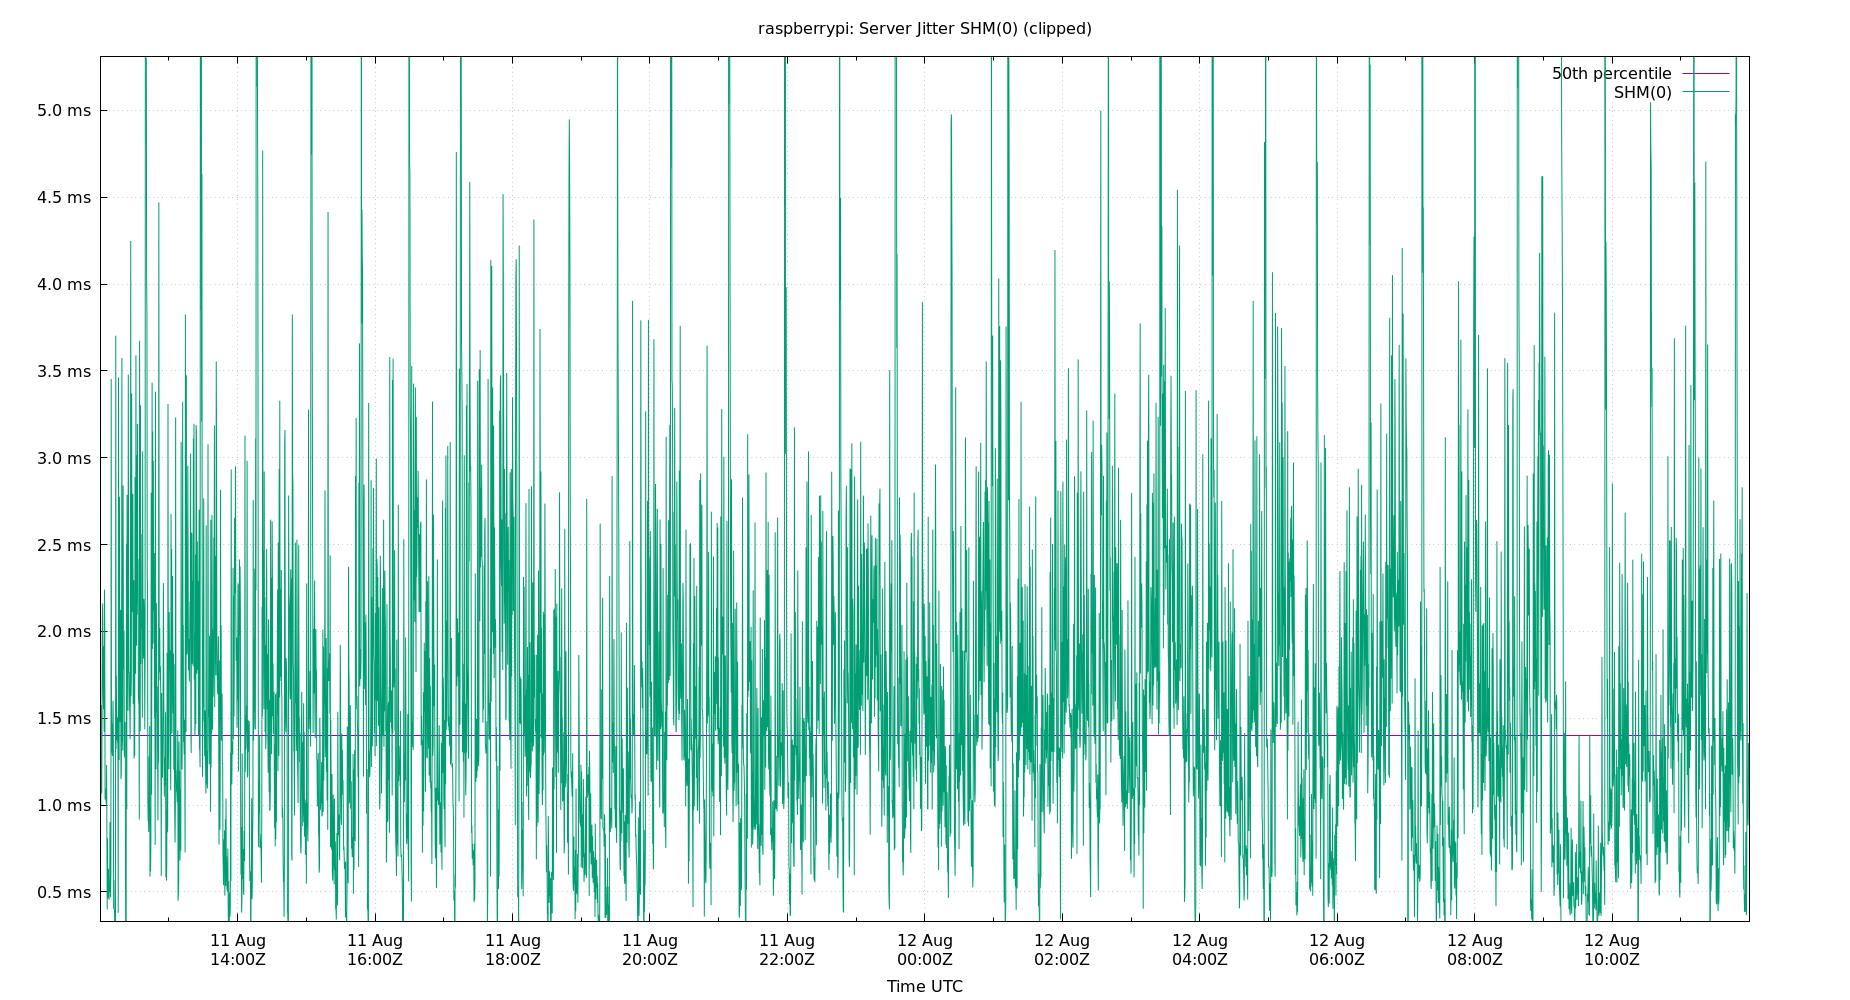 raspberrypi: Server Jitter SHM(0) (clipped)
50th percentile
SHM(0)
5.0 ms
4.5 ms
4.0 ms
3.5 ms
3.0 ms
2.5 ms
2.0 ms
1.5 ms
1.0 ms
0.5 ms
11 Aug 11 Aug 11 Aug 11 Aug 11 Aug 12 Aug 12 Aug 12 Aug 12 Aug 12 Aug 12 Aug
14:00Z 16:00Z 18:00Z 20:00Z 22:00Z 00:00Z 02:00Z 04:00Z 06:00Z 08:00Z 10:00Z
Time UTC